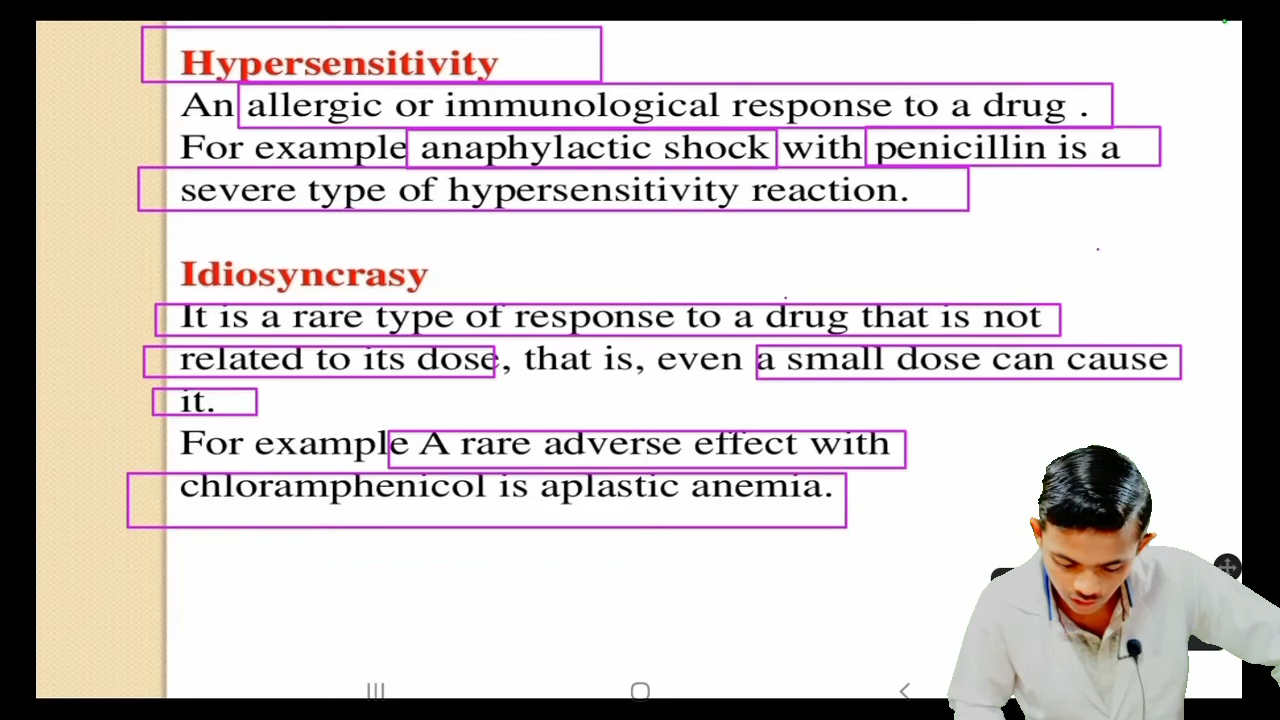 Hypersensitivity
An allergic or immunological response to a drug .
For example anaphylactic shock with penicillin is a
severe type of hypersensitivity reaction.
Idiosyncrasy
It is a rare type of response to a drug that is not
related to its dose, that is, even a small dose can cause
it.
For example A rare adverse effect with
chloramphenicol is aplastic anemia.